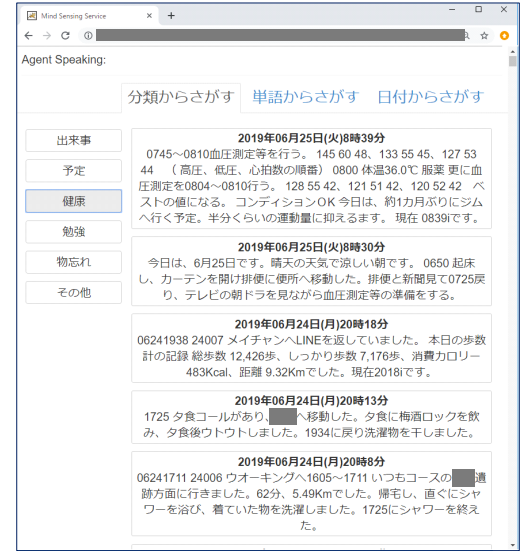 Mind Sensing Service
Agent Speaking:
分類からさがす 単語からさがす 日付からさがす
出来事
予定
健康
勉強
物忘れ
その他
2019年06月25日(火)8時39分
0745～0810血圧測定等を行う。 145 60 48、133 55 45、127 53
44 （ 高圧、低圧、心拍数の順番） 0800 体温36.0℃ 服薬 更に血
圧測定を0804～0810行う。 128 55 42、121 51 42、120 52 42 ベ
ストの値になる。 コンディションＯＫ 今日は、約1カ月ぶりにジム
へ行く予定。半分くらいの運動量に抑えるます。 現在 0839iです。
2019年06月25日(火)8時30分
今日は、6月25日です。晴天の天気で涼しい朝です。 0650 起床
し、カーテンを開け排便に便所へ移動した。排便と新聞見て0725戻
り、テレビの朝ドラを見ながら血圧測定等の準備をする。
2019年06月24日(月)20時18分
06241938 24007 メイチャンへLINEを返していました。 本日の歩数
計の記録 総歩数 12,426歩、しっかり歩数 7,176歩、消費カロリー
483Kcal、距離 9.32Kmでした。現在2018iです。
2019年06月24日(月)20時13分
1725 夕食コールがあり、 へ移動した。夕食に梅酒ロックを飲
み、夕食後ウトウトしました。1934に戻り洗濯物を干しました。
2019年06月24日(月)20時8分
06241711 24006 ウオーキングへ1605～1711 いつもコースの 遺
跡方面に行きました。62分、5.49Kmでした。帰宅し、直ぐにシャ
ワーを浴び、着ていた物を洗濯しました。1725にシャワーを終え
た。